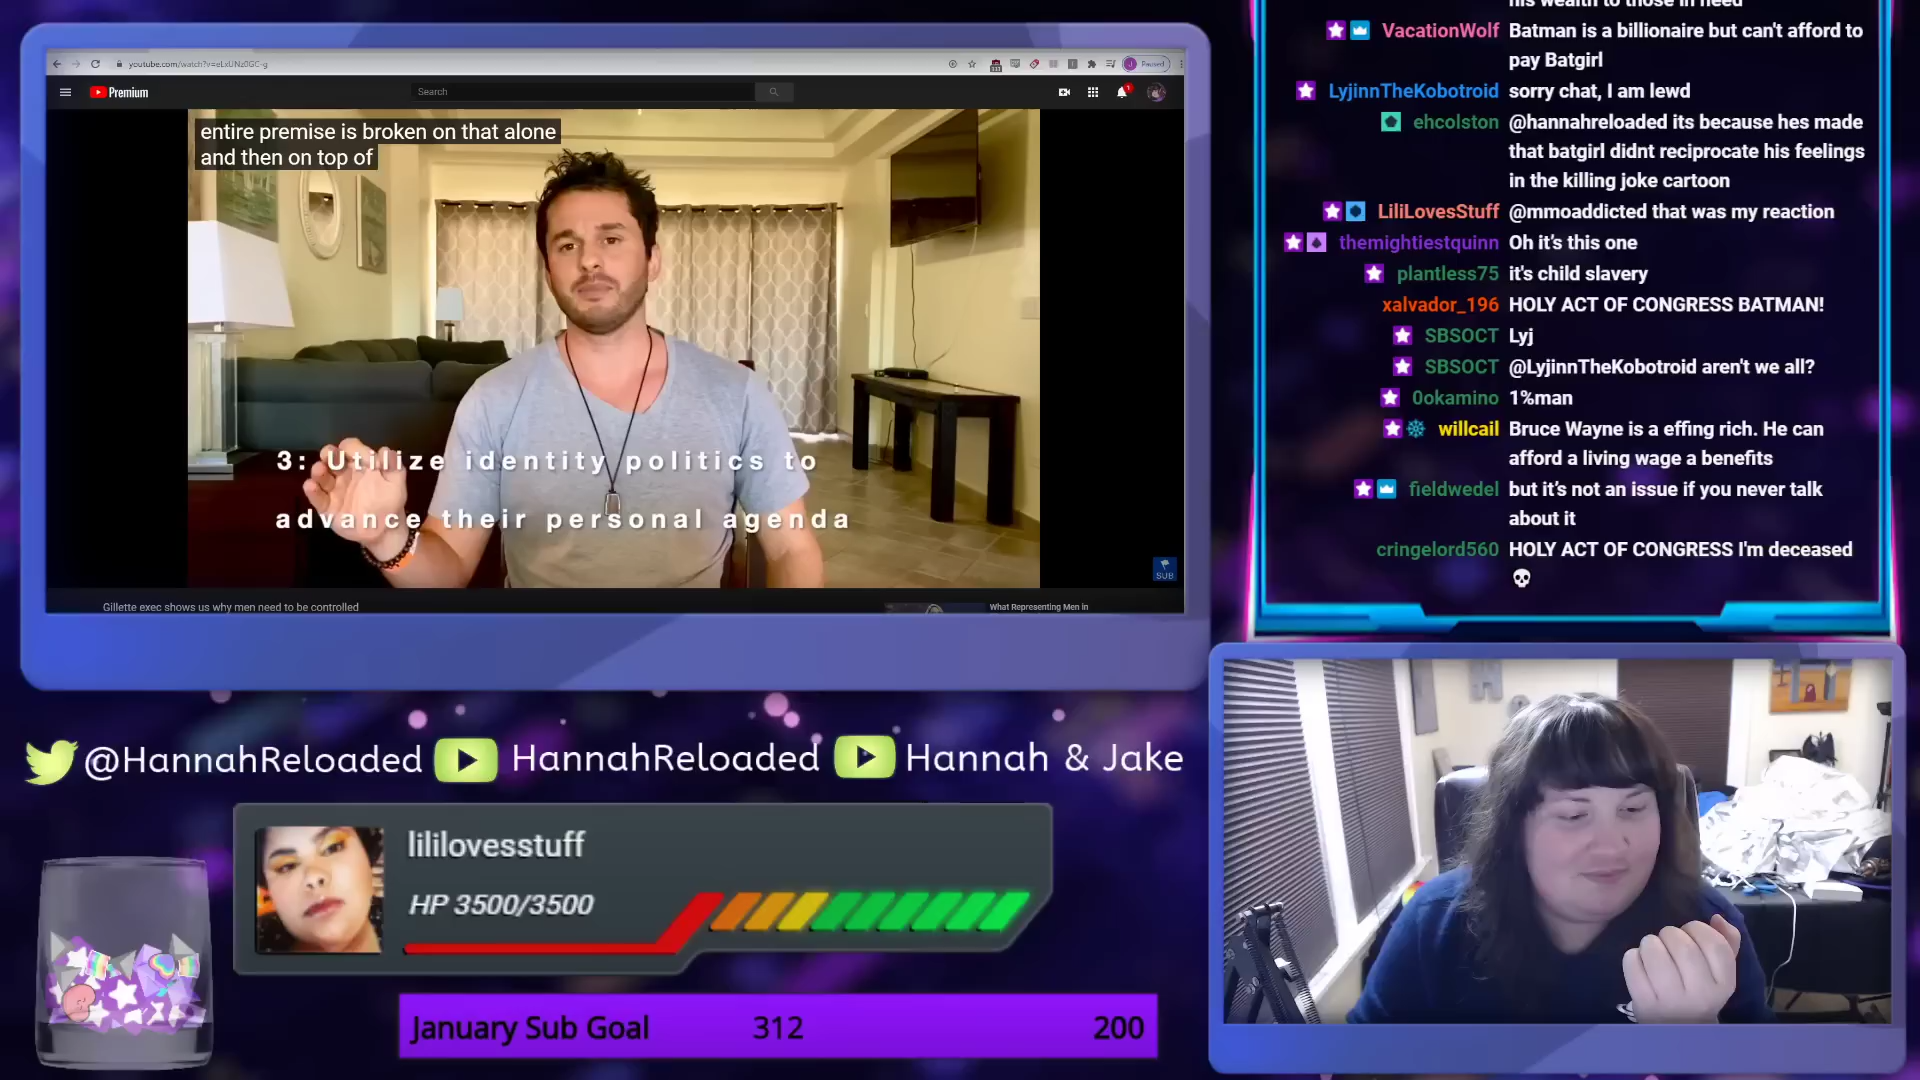 youtube.com/watch?v=eLxUNz0GC-g
Paused
Premium
Search
1
entire premise is broken on that alone
and then on top of
3: Utilize identity politics to
advance their personal agenda
SUB
Gillette exec shows us why men need to be controlled
What Representing Men in
his wealth to those in need
VacationWolf Batman is a billionaire but can't afford to
pay Batgirl
LyjinnTheKobotroid sorry chat, I am lewd
ehcolston @hannahreloaded its because hes made
that batgirl didnt reciprocate his feelings
in the killing joke cartoon
LiliLovesStuff @mmoaddicted that was my reaction
themightiestquinn Oh it’s this one
plantless75 it's child slavery
xalvador_196 HOLY ACT OF CONGRESS BATMAN!
SBSOCT Lyj
SBSOCT @LyjinnTheKobotroid aren't we all?
0okamino 1%man
willcail Bruce Wayne is a effing rich. He can
afford a living wage a benefits
fieldwedel but it’s not an issue if you never talk
about it
cringelord560 HOLY ACT OF CONGRESS I'm deceased
@HannahReloaded HannahReloaded Hannah & Jake
lililovesstuff
HP 3500/3500
January Sub Goal 312 200